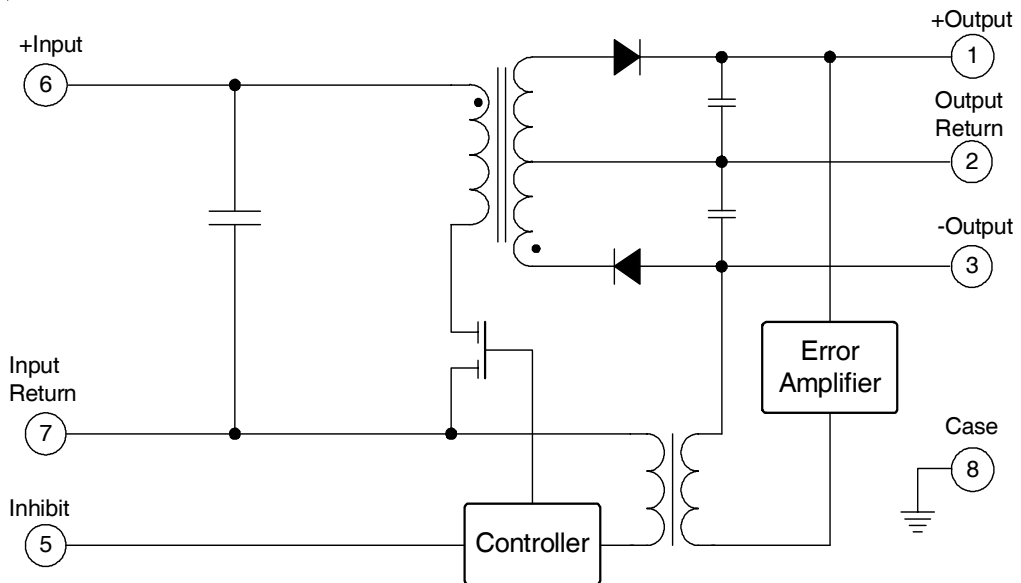 +Input
6
+Output
1
Output
Return
2
-Output
3
Error
Amplifier
Input
Return
7
Case
8
Inhibit
5
Controller